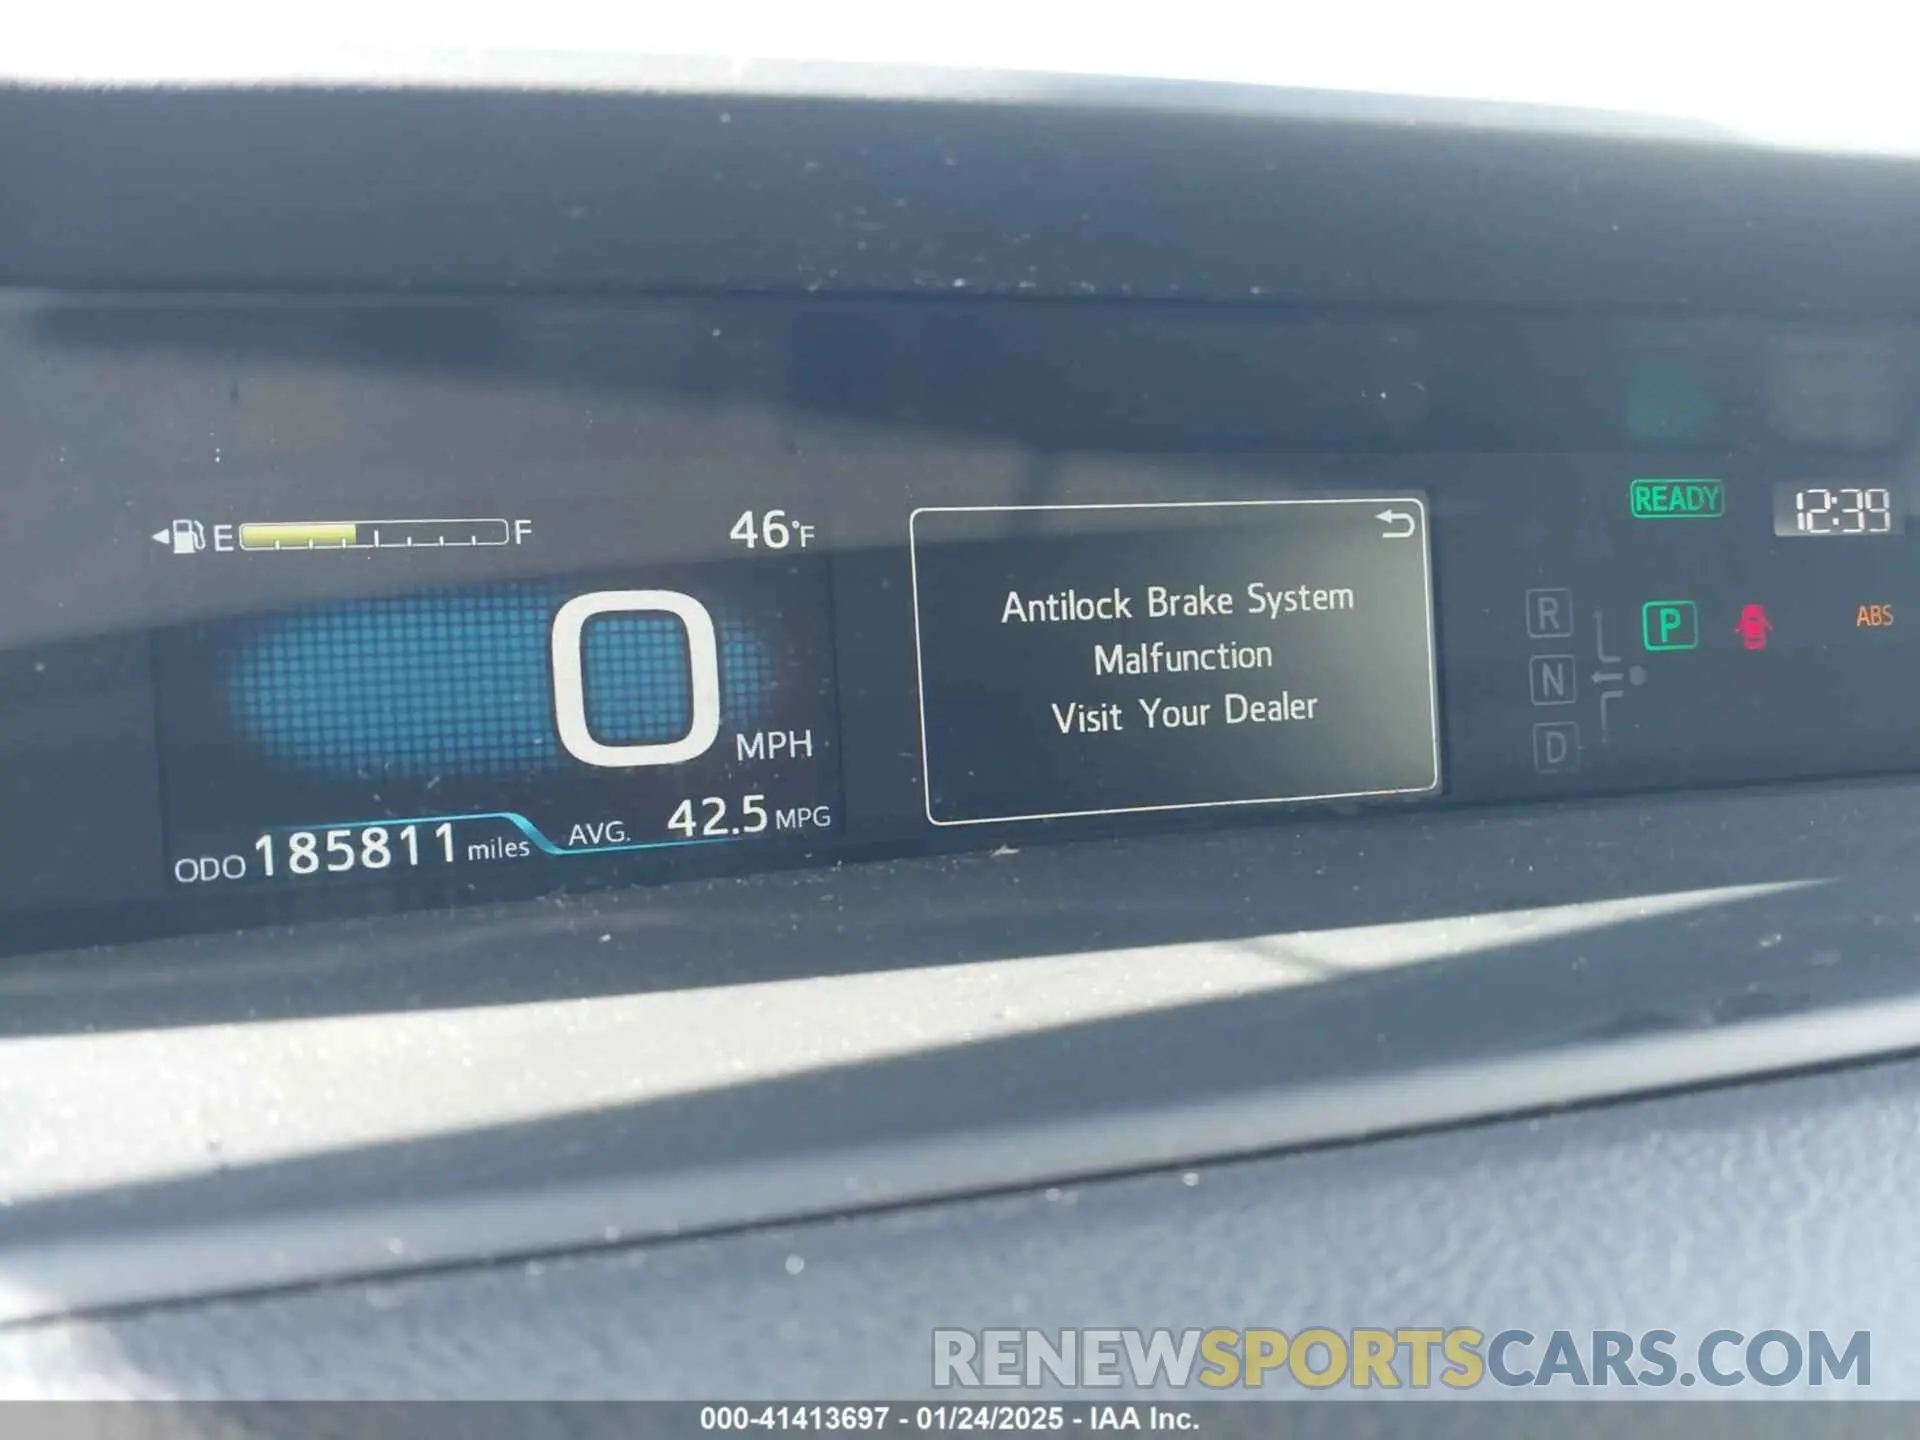 E F
46°F
READY
12:39
0 MPH
Antilock Brake System
Malfunction
Visit Your Dealer
R
P
ABS
N
D
ODO 185811 miles
AVG. 42.5 MPG
RENEWSPORTSCARS.COM
000-41413697 - 01/24/2025 - IAA Inc.